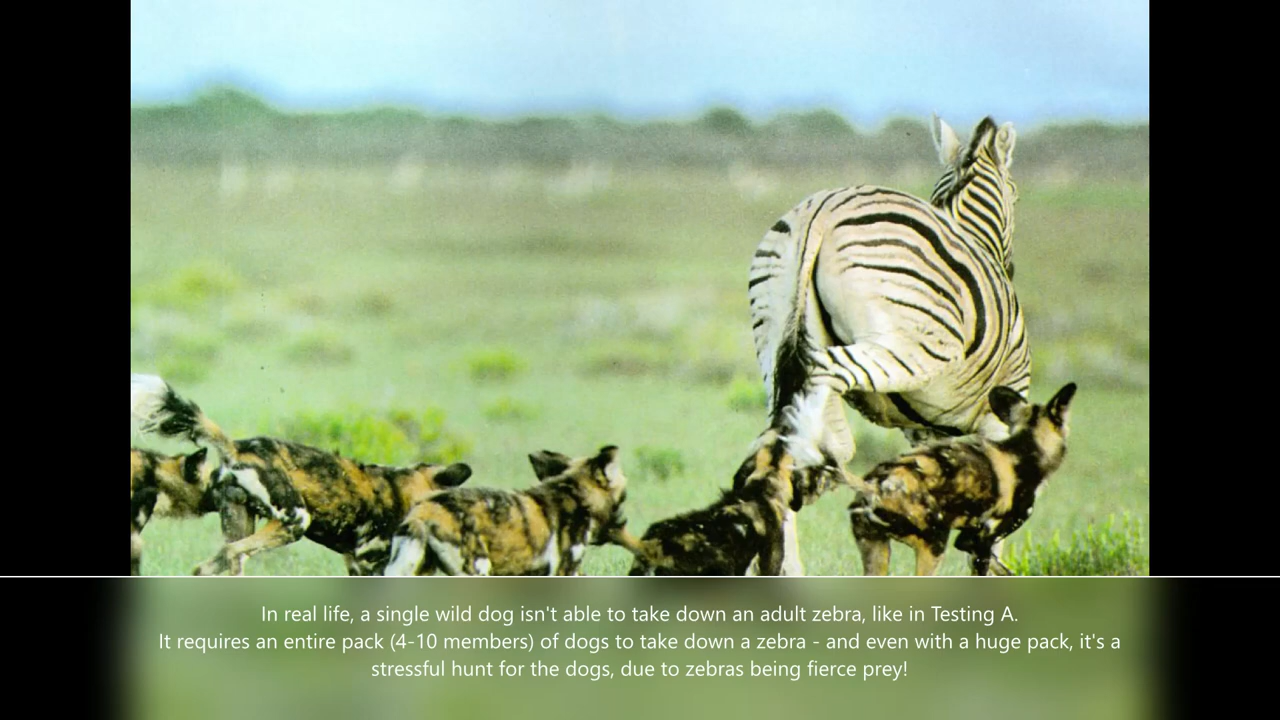 In real life, a single wild dog isn't able to take down an adult zebra, like in Testing A.
It requires an entire pack (4-10 members) of dogs to take down a zebra - and even with a huge pack, it's a
stressful hunt for the dogs, due to zebras being fierce prey!